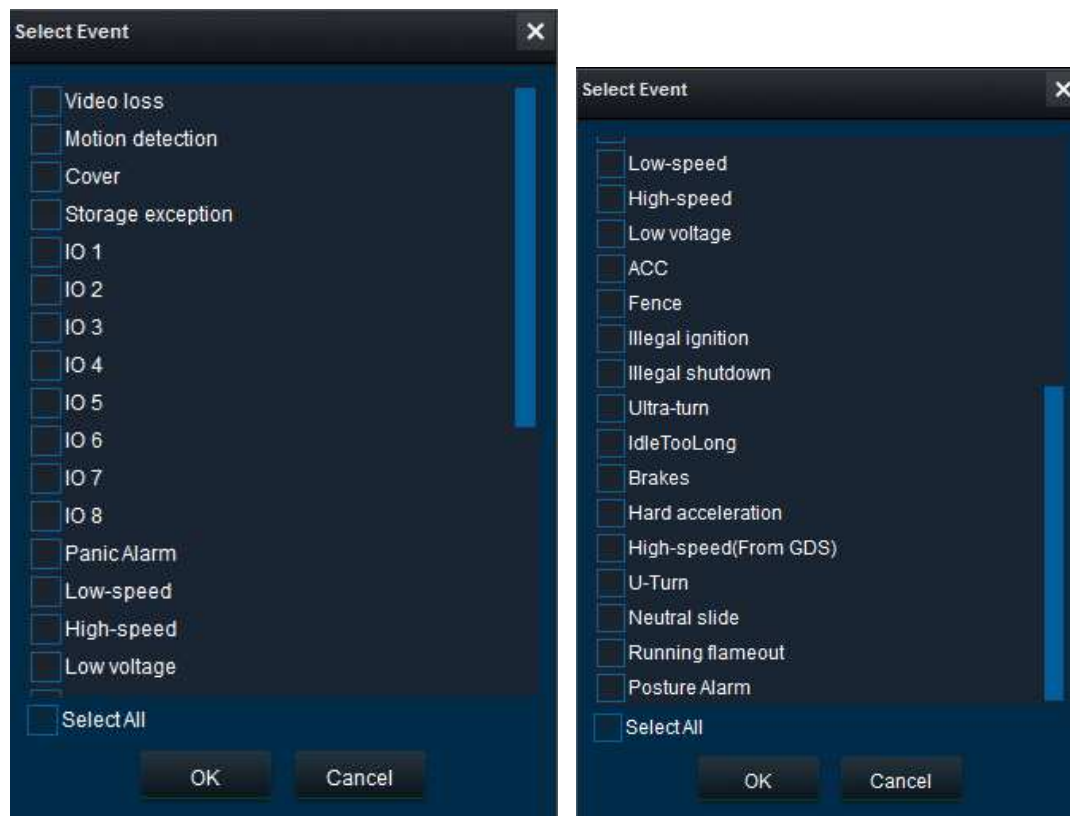 Select Event
Video loss
Motion detection
Cover
Storage exception
IO 1
IO 2
IO 3
IO 4
IO 5
IO 6
IO 7
IO 8
Panic Alarm
Low-speed
High-speed
Low voltage
Select All
OK Cancel
Select Event
Low-speed
High-speed
Low voltage
ACC
Fence
Illegal ignition
Illegal shutdown
Ultra-turn
IdleTooLong
Brakes
Hard acceleration
High-speed(From GDS)
U-Turn
Neutral slide
Running flameout
Posture Alarm
Select All
OK Cancel